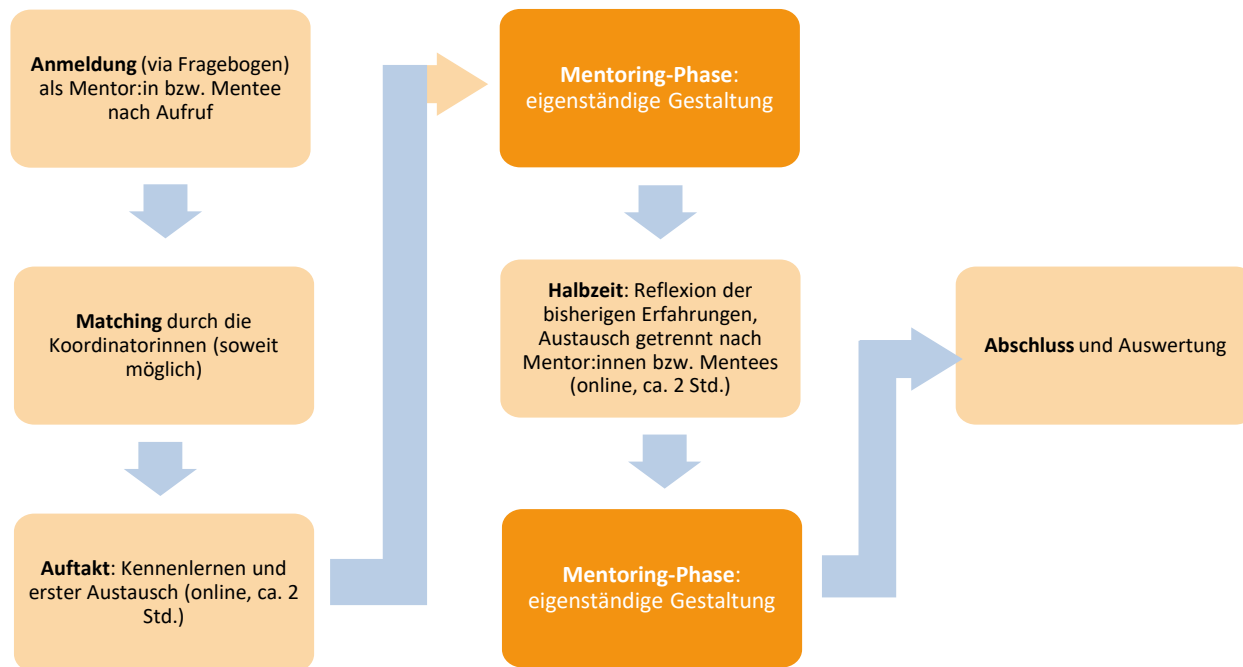 Anmeldung (via Fragebogen)
als Mentor:in bzw. Mentee
nach Aufruf
Matching durch die
Koordinatorinnen (soweit
möglich)
Auftakt: Kennenlernen und
erster Austausch (online, ca. 2
Std.)
Mentoring-Phase:
eigenständige Gestaltung
Halbzeit: Reflexion der
bisherigen Erfahrungen,
Austausch getrennt nach
Mentor:innen bzw. Mentees
(online, ca. 2 Std.)
Mentoring-Phase:
eigenständige Gestaltung
Abschluss und Auswertung